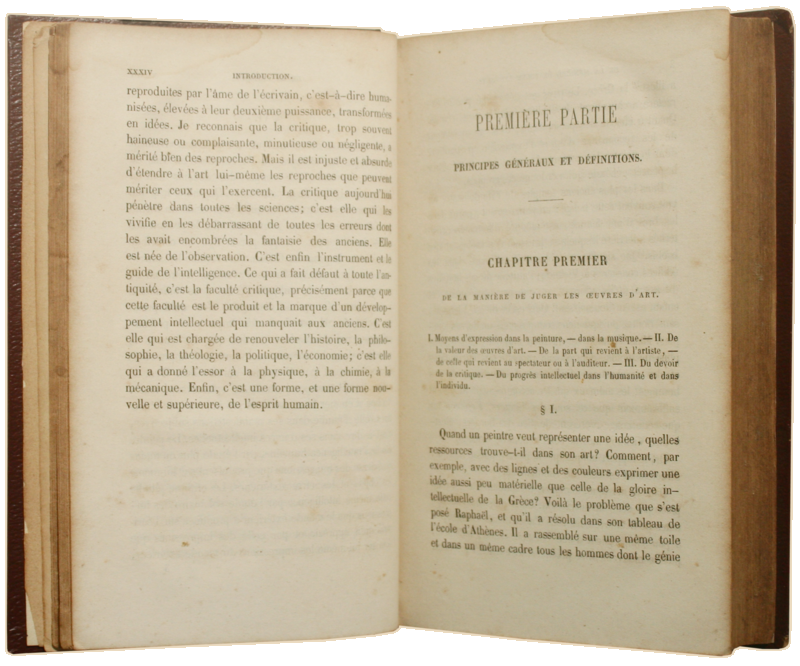 XXXIV
INTRODUCTION.
reproduites par l'âme de l'écrivain, c'est-à-dire huma-
nisées, élevées à leur deuxième puissance, transformées
en idées. Je reconnais que la critique, trop souvent
haineuse ou complaisante, minutieuse ou négligente, a
mérité bien des reproches. Mais il est injuste et absurde
d'étendre à l'art lui-même les reproches que peuvent
mériter ceux qui l'exercent. La critique aujourd'hui
pénètre dans toutes les sciences; c'est elle qui les
vivifie en les débarrassant de toutes les erreurs dont
les avait encombrées la fantaisie des anciens. Elle
est née de l'observation. C'est enfin l'instrument et le
guide de l'intelligence. Ce qui a fait défaut à toute l'an-
tiquité, c'est la faculté critique, précisément parce que
cette faculté est le produit et la marque d'un dévelop-
pement intellectuel qui manquait aux anciens. C'est
elle qui est chargée de renouveler l'histoire, la philo-
sophie, la théologie, la politique, l'économie; c'est elle
qui a donné l'essor à la physique, à la chimie, à la
mécanique. Enfin, c'est une forme, et une forme nou-
velle et supérieure, de l'esprit humain.
PREMIÈRE PARTIE
PRINCIPES GÉNÉRAUX ET DÉFINITIONS.
CHAPITRE PREMIER
DE LA MANIÈRE DE JUGER LES ŒUVRES D'ART.
I. Moyens d'expression dans la peinture, — dans la musique. — II. De
la valeur des œuvres d'art. — De la part qui revient à l'artiste, —
de celle qui revient au spectateur ou à l'auditeur. — III. Du devoir
de la critique. — Du progrès intellectuel dans l'humanité et dans
l'individu.
§ I.
Quand un peintre veut représenter une idée, quelles
ressources trouve-t-il dans son art? Comment, par
exemple, avec des lignes et des couleurs exprimer une
idée aussi peu matérielle que celle de la gloire in-
tellectuelle de la Grèce? Voilà le problème que s'est
posé Raphaël, et qu'il a résolu dans son tableau de
l'école d'Athènes. Il a rassemblé sur une même toile
et dans un même cadre tous les hommes dont le génie